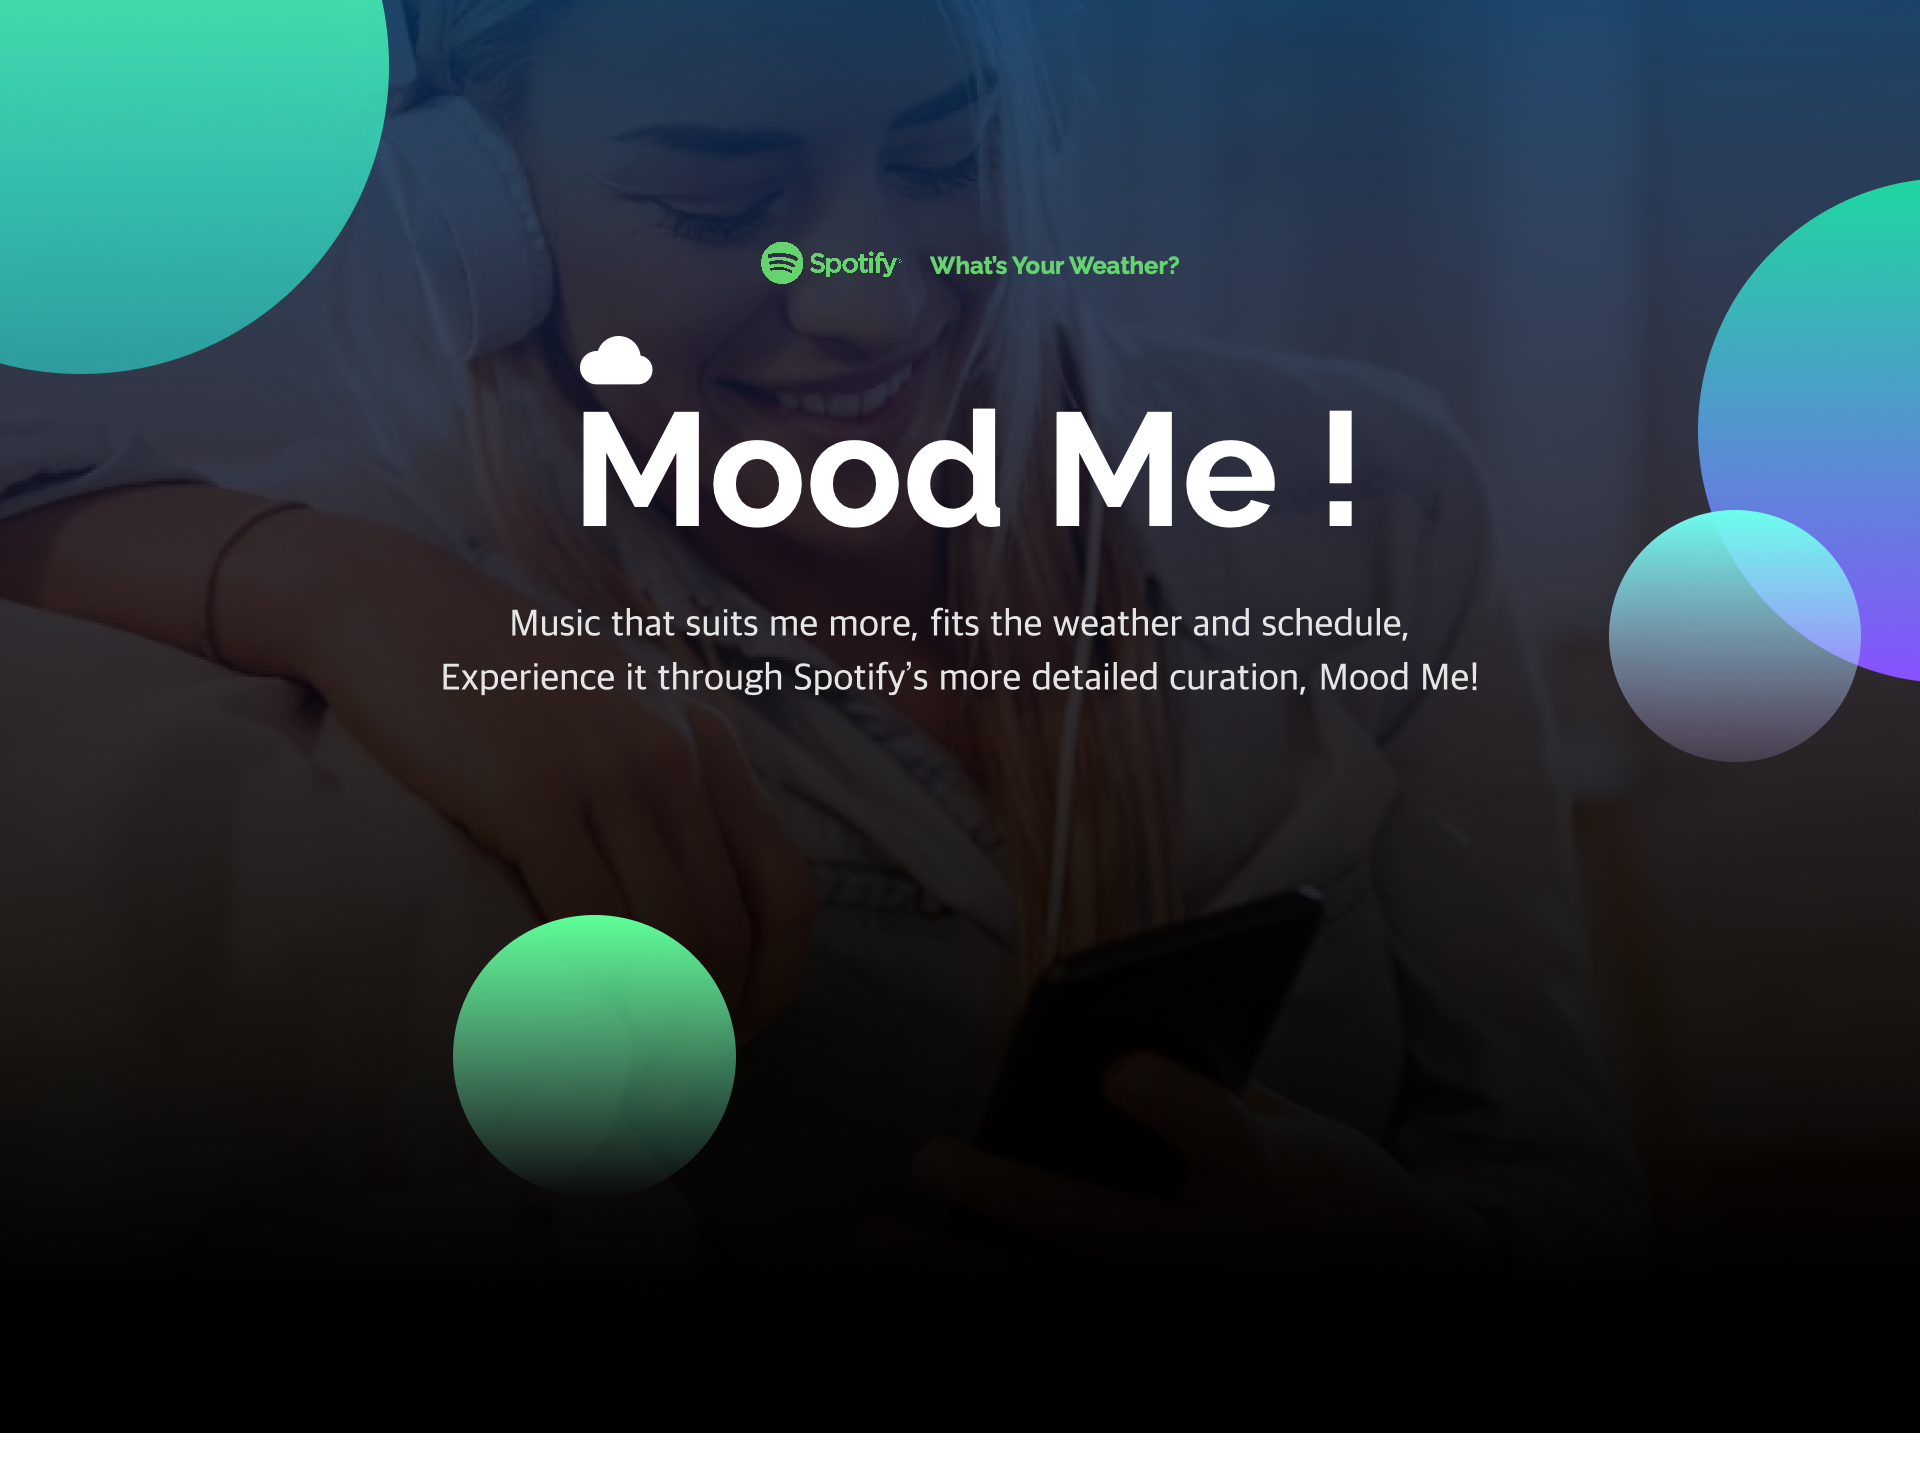 Spotify What's Your Weather?
Mood Me !
Music that suits me more, fits the weather and schedule,
Experience it through Spotify’s more detailed curation, Mood Me!